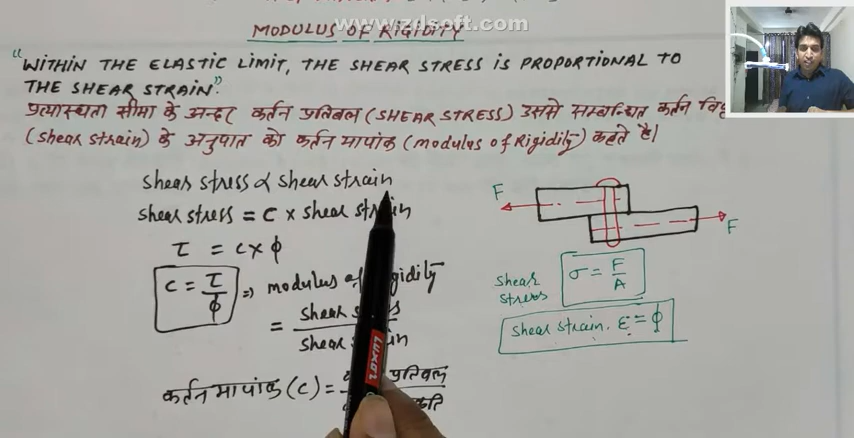 www.zdsoft.com
MODULUS OF RIGIDITY
"WITHIN THE ELASTIC LIMIT, THE SHEAR STRESS IS PROPORTIONAL TO
THE SHEAR STRAIN".
प्रत्यास्थता सीमा के अन्दर कर्तन प्रतिबल (SHEAR STRESS) उससे सम्बन्धित कर्तन
(shear strain) के अनुपात को कर्तन मापांक (modulus of Rigidity) कहते है।
shear stress ∝ shear strain
shear stress = C × shear strain
τ = C × ϕ
C = τ/ϕ => modulus of Rigidity
= shear / shear
कर्तन मापांक (C) = प्रतिबल
F
F
shear stress σ = F/A
shear strain. ε = ϕ
LUXOR